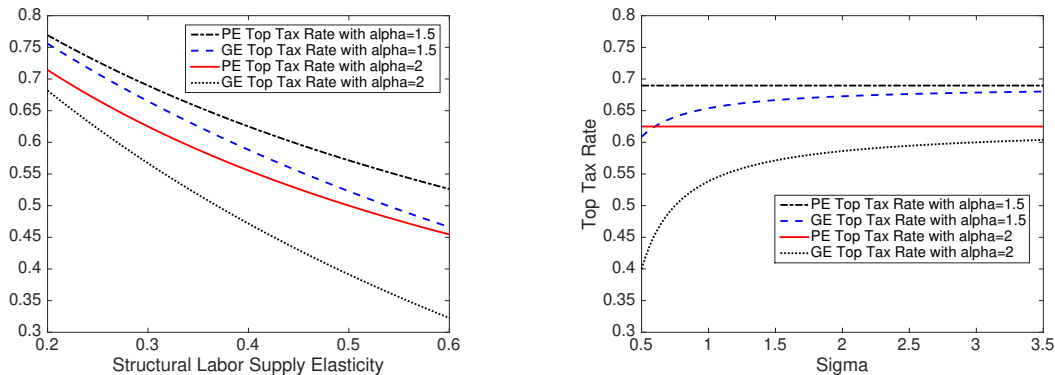 0.8
0.75
0.7
0.65
0.6
0.55
0.5
0.45
0.4
0.35
0.3
PE Top Tax Rate with alpha=1.5
GE Top Tax Rate with alpha=1.5
PE Top Tax Rate with alpha=2
GE Top Tax Rate with alpha=2
0.2 0.3 0.4 0.5 0.6
Structural Labor Supply Elasticity
Top Tax Rate
0.8
0.75
0.7
0.65
0.6
0.55
0.5
0.45
0.4
0.35
0.3
PE Top Tax Rate with alpha=1.5
GE Top Tax Rate with alpha=1.5
PE Top Tax Rate with alpha=2
GE Top Tax Rate with alpha=2
0.5 1 1.5 2 2.5 3 3.5
Sigma